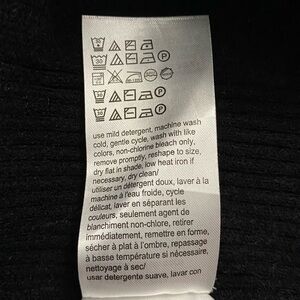 30
30
P
P
P
P
use mild detergent, machine wash
cold, gentle cycle, wash with like
colors, non-chlorine bleach only,
remove promptly, reshape to size,
dry flat in shade, low heat iron if
necessary, dry clean/
utiliser un détergent doux, laver à la
machine à l'eau froide, cycle
délicat, laver en séparant les
couleurs, seulement agent de
blanchiment non-chlore, retirer
immédiatement, remettre en forme,
sécher à plat à l'ombre, repassage
à basse température si nécessaire,
nettoyage à sec/
usar detergente suave, lavar con